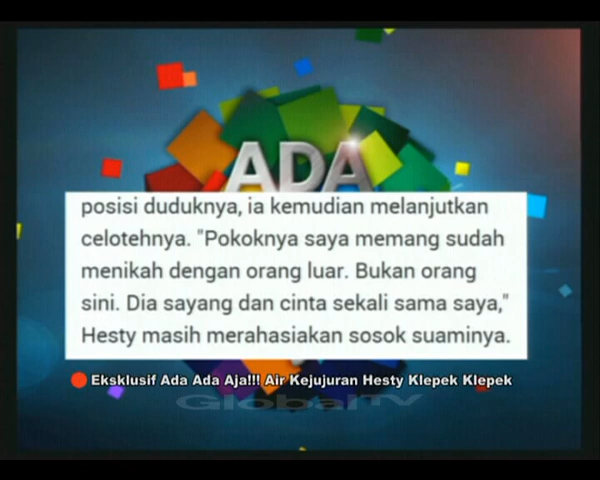 ADA
posisi duduknya, ia kemudian melanjutkan
celotehnya. "Pokoknya saya memang sudah
menikah dengan orang luar. Bukan orang
sini. Dia sayang dan cinta sekali sama saya,"
Hesty masih merahasiakan sosok suaminya.
Eksklusif Ada Ada Aja!!! Air Kejujuran Hesty Klepek Klepek
GlobalTV